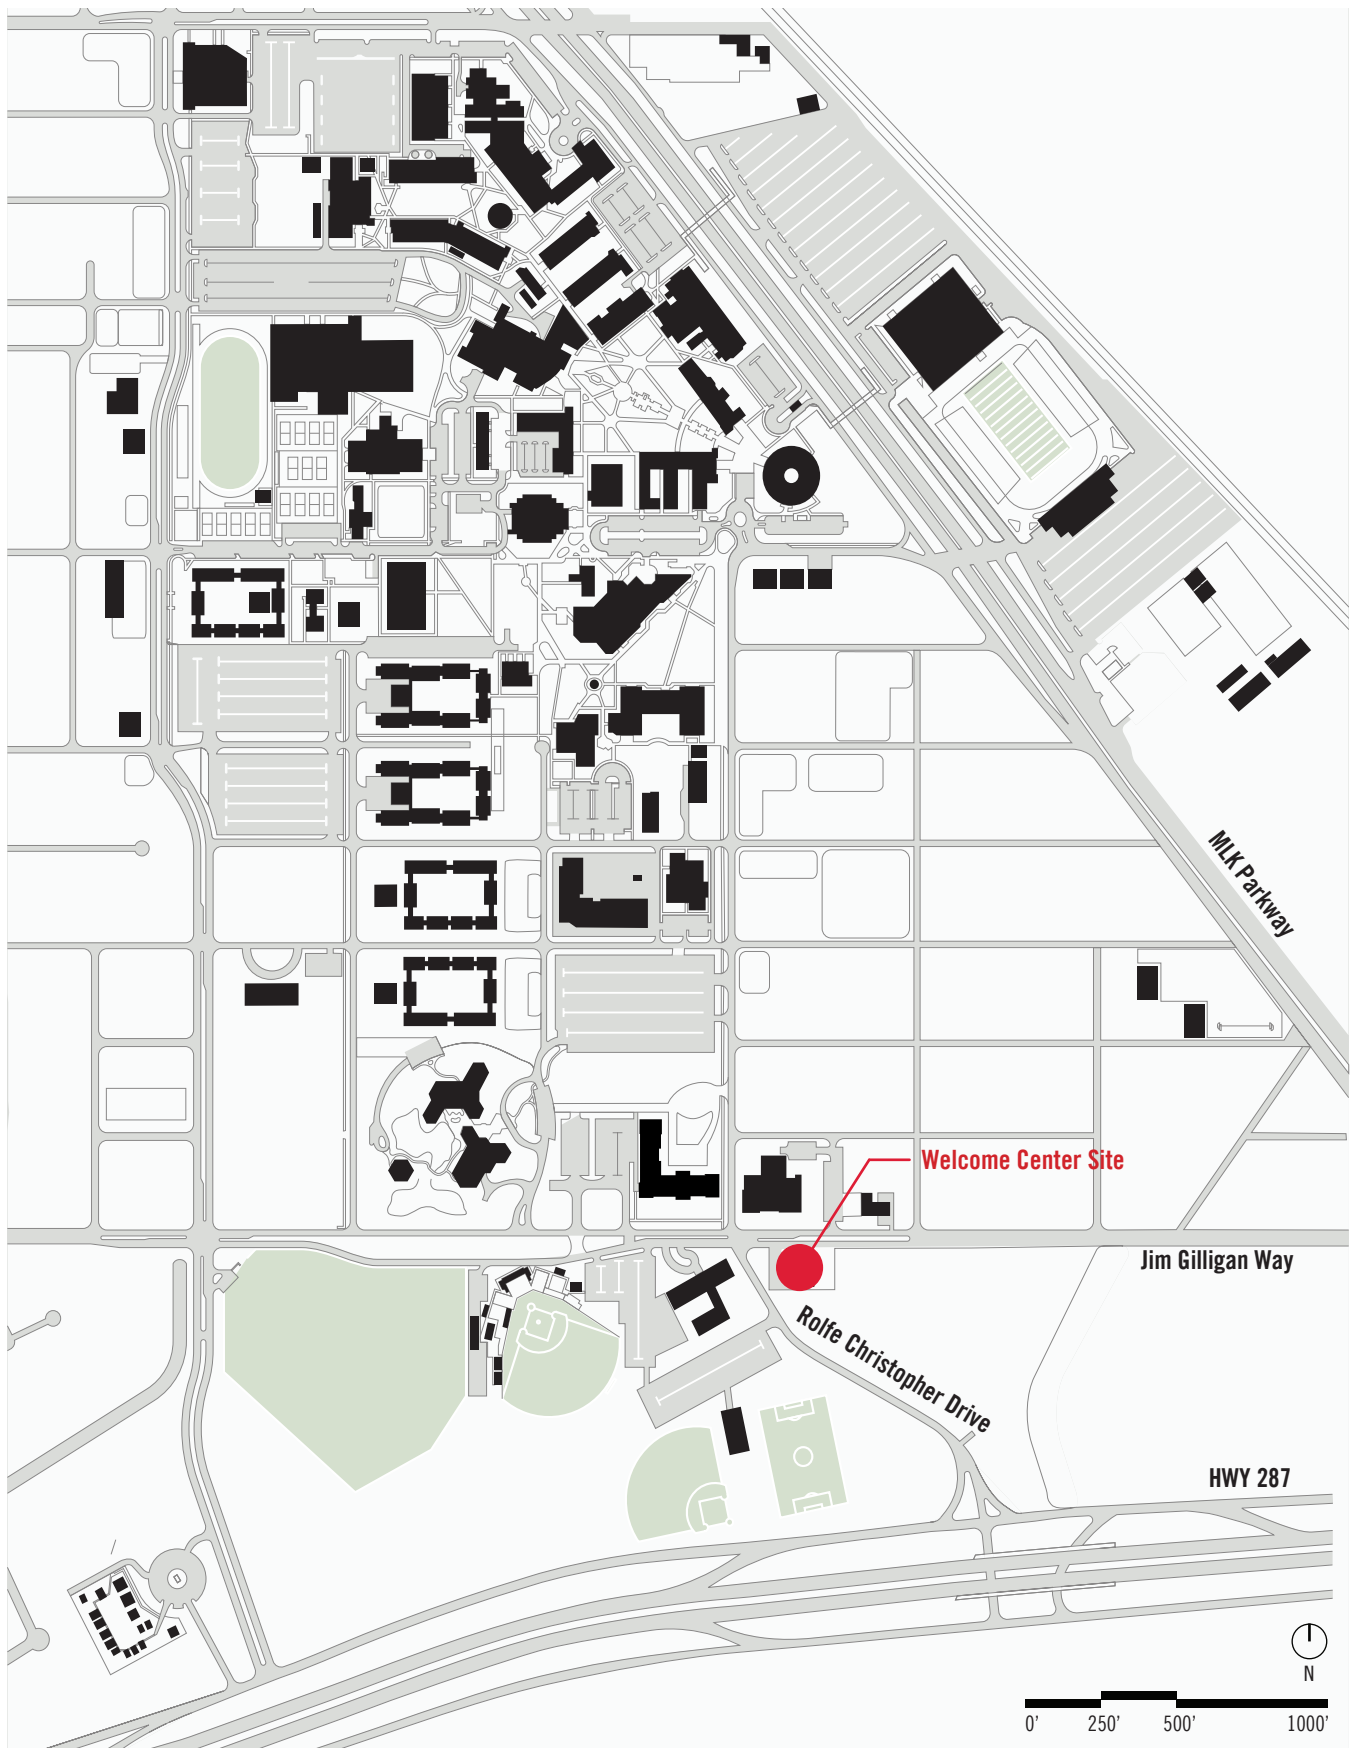 MLK Parkway
Welcome Center Site
Jim Gilligan Way
Rolfe Christopher Drive
HWY 287
N
0' 250' 500' 1000'